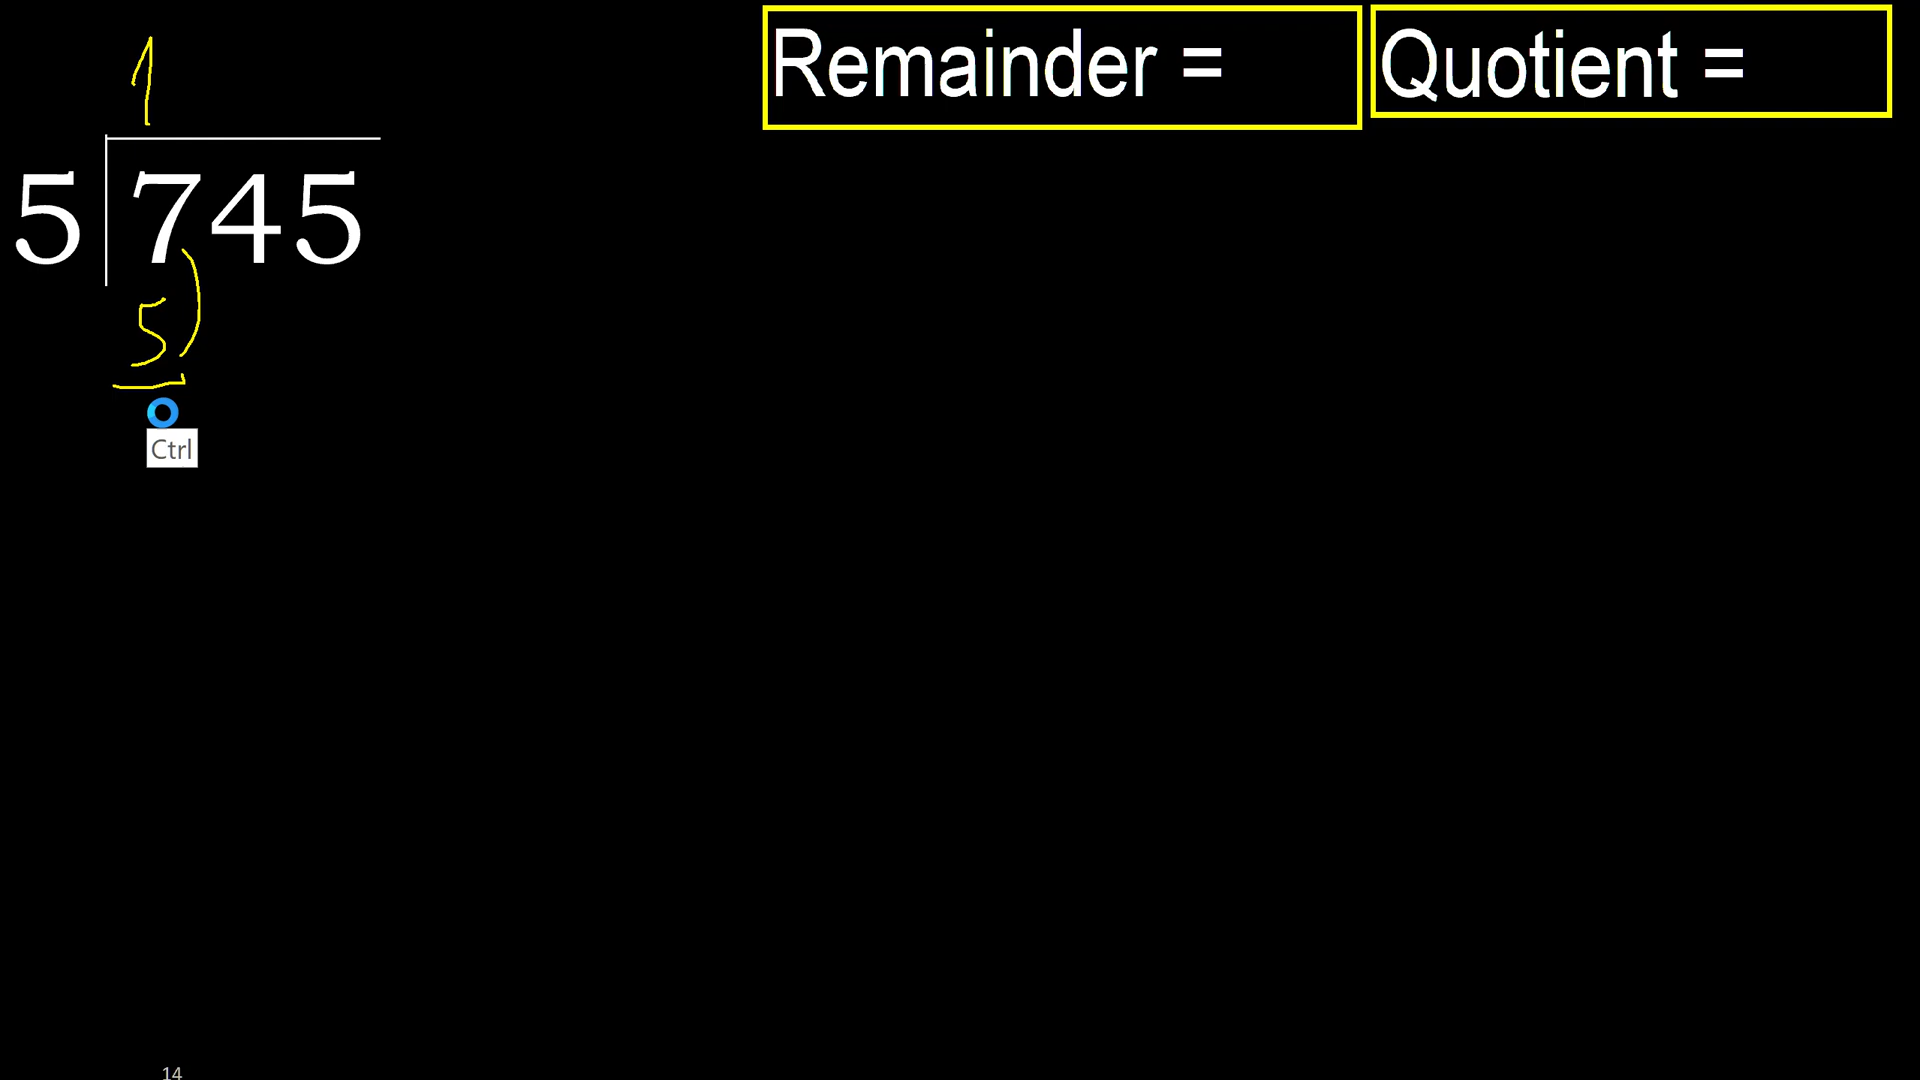 Remainder = Quotient =
1
5 745
5
Ctrl
14